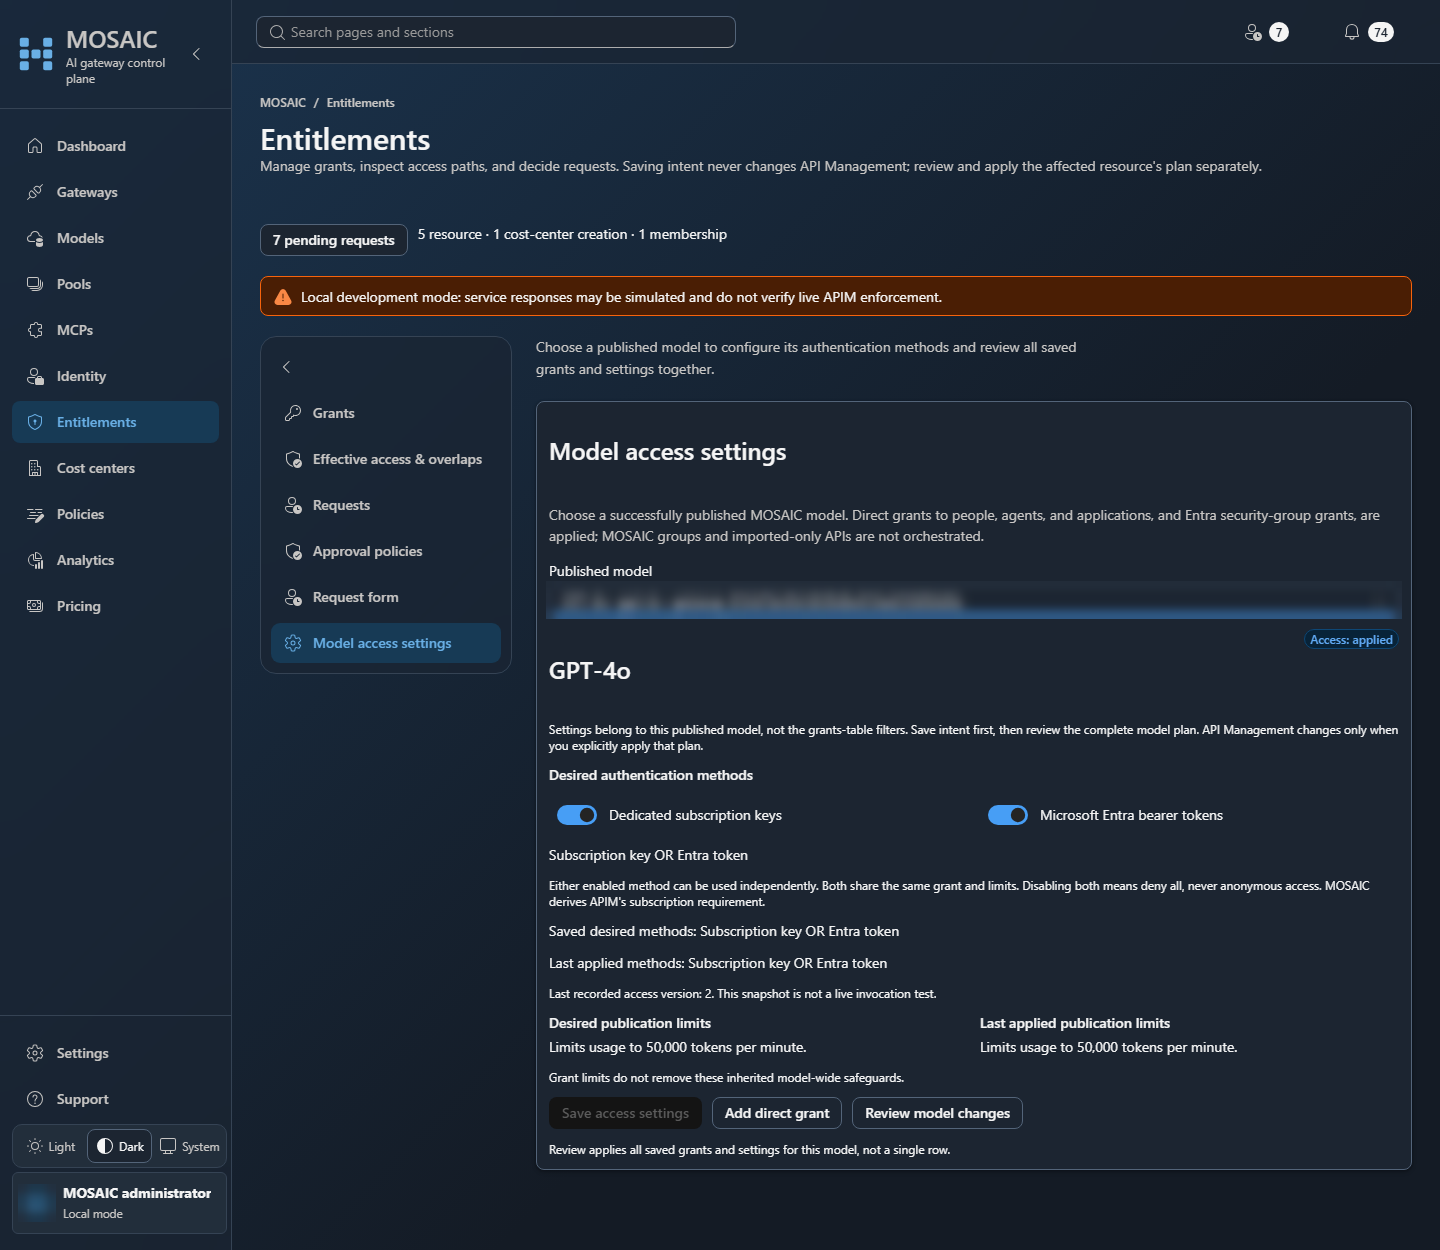 MOSAIC
AI gateway control
plane
Search pages and sections
7
74
Dashboard
Gateways
Models
Pools
MCPs
Identity
Entitlements
Cost centers
Policies
Analytics
Pricing
Settings
Support
Light
Dark
System
MOSAIC administrator
Local mode
MOSAIC / Entitlements
Entitlements
Manage grants, inspect access paths, and decide requests. Saving intent never changes API Management; review and apply the affected resource's plan separately.
7 pending requests
5 resource · 1 cost-center creation · 1 membership
Local development mode: service responses may be simulated and do not verify live APIM enforcement.
Grants
Effective access & overlaps
Requests
Approval policies
Request form
Model access settings
Choose a published model to configure its authentication methods and review all saved
grants and settings together.
Model access settings
Choose a successfully published MOSAIC model. Direct grants to people, agents, and applications, and Entra security-group grants, are
applied; MOSAIC groups and imported-only APIs are not orchestrated.
Published model
Access: applied
GPT-4o
Settings belong to this published model, not the grants-table filters. Save intent first, then review the complete model plan. API Management changes only when
you explicitly apply that plan.
Desired authentication methods
Dedicated subscription keys
Microsoft Entra bearer tokens
Subscription key OR Entra token
Either enabled method can be used independently. Both share the same grant and limits. Disabling both means deny all, never anonymous access. MOSAIC
derives APIM's subscription requirement.
Saved desired methods: Subscription key OR Entra token
Last applied methods: Subscription key OR Entra token
Last recorded access version: 2. This snapshot is not a live invocation test.
Desired publication limits
Limits usage to 50,000 tokens per minute.
Last applied publication limits
Limits usage to 50,000 tokens per minute.
Grant limits do not remove these inherited model-wide safeguards.
Save access settings
Add direct grant
Review model changes
Review applies all saved grants and settings for this model, not a single row.